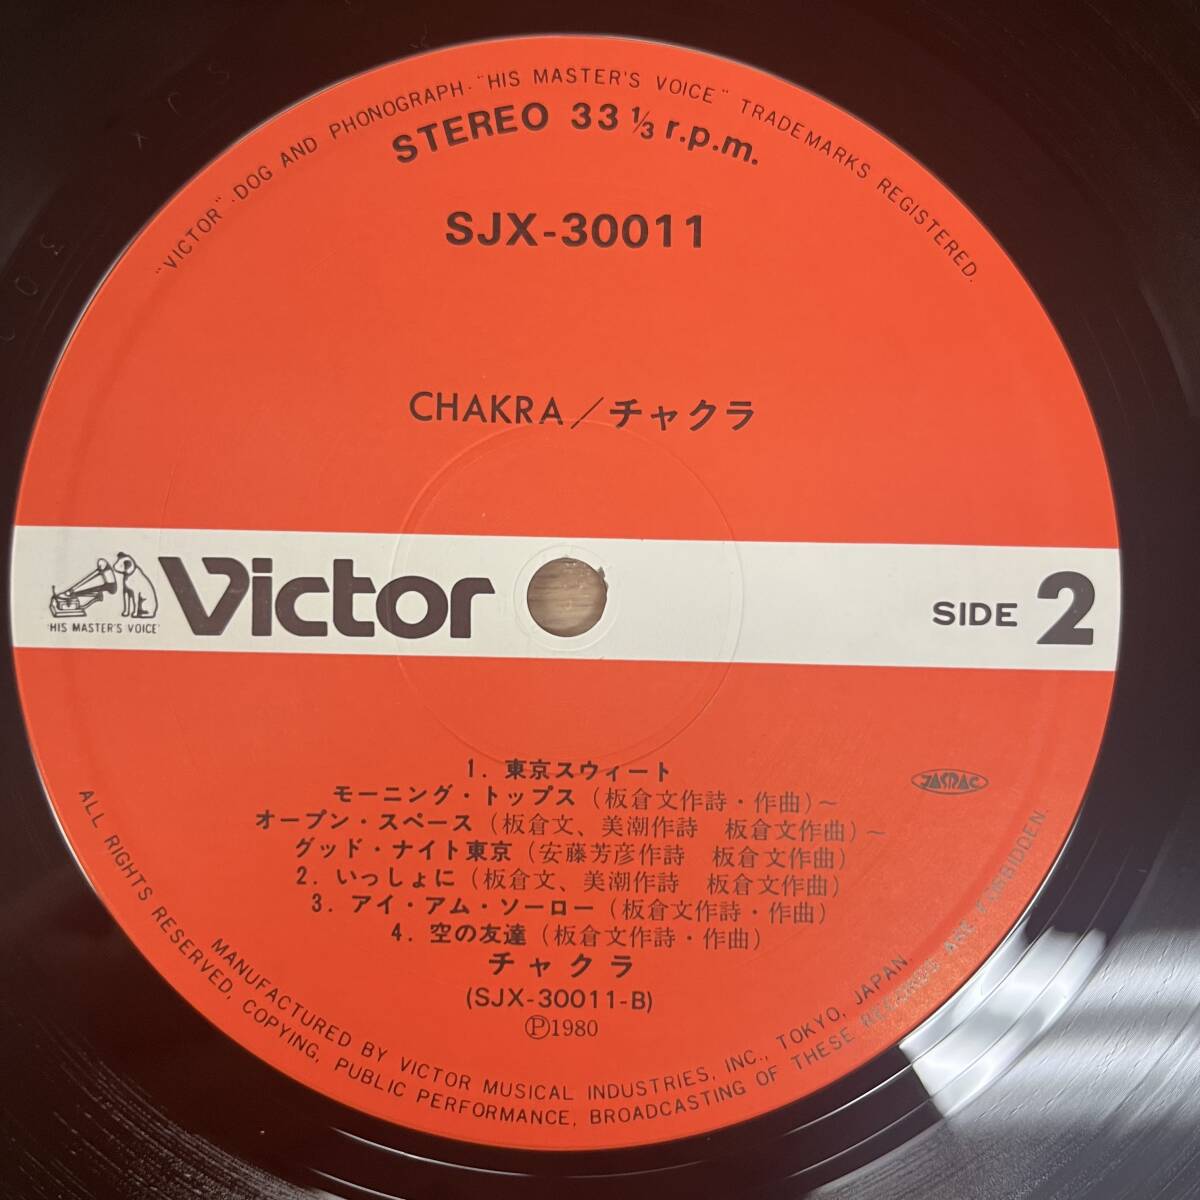 "VICTOR"·DOG AND PHONOGRAPH·"HIS MASTER'S VOICE" TRADEMARKS REGISTERED.
STEREO 33 1/3 r.p.m.
SJX-30011
CHAKRA／チャクラ
Victor
'HIS MASTER'S VOICE'
SIDE 2
1. 東京スウィート
モーニング・トップス（板倉文作詩・作曲）～
オープン・スペース（板倉文、美潮作詩 板倉文作曲）～
グッド・ナイト東京（安藤芳彦作詩 板倉文作曲）
2. いっしょに（板倉文、美潮作詩 板倉文作曲）
3. アイ・アム・ソーロー（板倉文作詩・作曲）
4. 空の友達（板倉文作詩・作曲）
チャクラ
(SJX-30011-B)
Ⓟ1980
JASRAC
MANUFACTURED BY VICTOR MUSICAL INDUSTRIES, INC., TOKYO, JAPAN.
ALL RIGHTS RESERVED, COPYING, PUBLIC PERFORMANCE, BROADCASTING OF THESE RECORDS ARE FORBIDDEN.